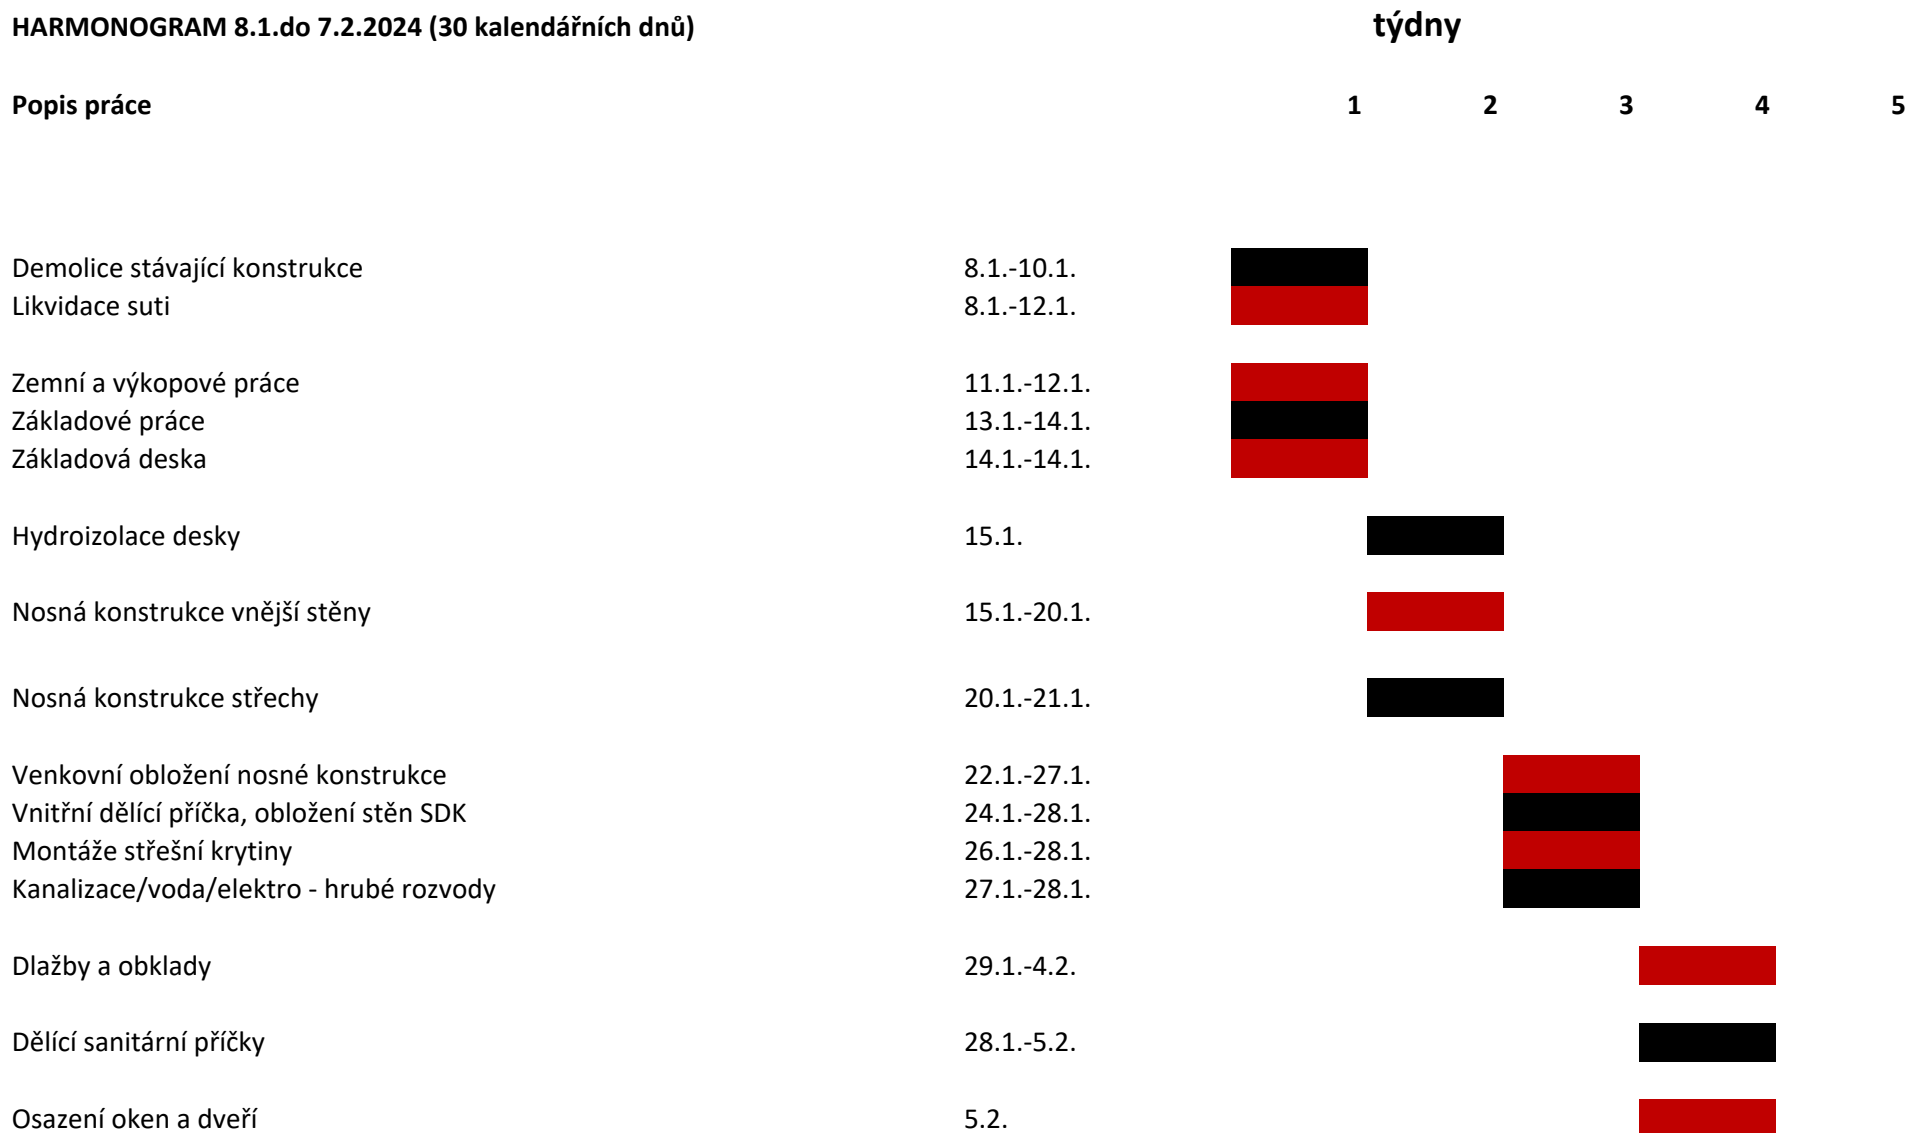 HARMONOGRAM 8.1.do 7.2.2024 (30 kalendářních dnů) týdny
Popis práce 1 2 3 4 5
Demolice stávající konstrukce 8.1.-10.1.
Likvidace suti 8.1.-12.1.
Zemní a výkopové práce 11.1.-12.1.
Základové práce 13.1.-14.1.
Základová deska 14.1.-14.1.
Hydroizolace desky 15.1.
Nosná konstrukce vnější stěny 15.1.-20.1.
Nosná konstrukce střechy 20.1.-21.1.
Venkovní obložení nosné konstrukce 22.1.-27.1.
Vnitřní dělící příčka, obložení stěn SDK 24.1.-28.1.
Montáže střešní krytiny 26.1.-28.1.
Kanalizace/voda/elektro - hrubé rozvody 27.1.-28.1.
Dlažby a obklady 29.1.-4.2.
Dělící sanitární příčky 28.1.-5.2.
Osazení oken a dveří 5.2.